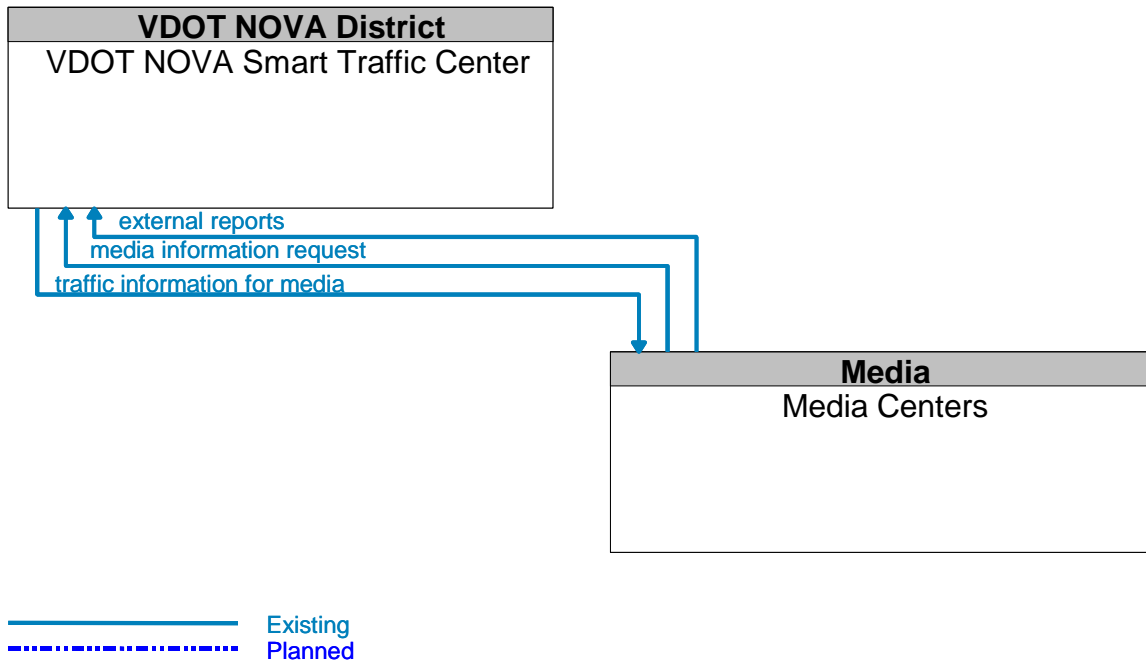 VDOT NOVA District
VDOT NOVA Smart Traffic Center
external reports
media information request
traffic information for media
Media
Media Centers
Existing
Planned